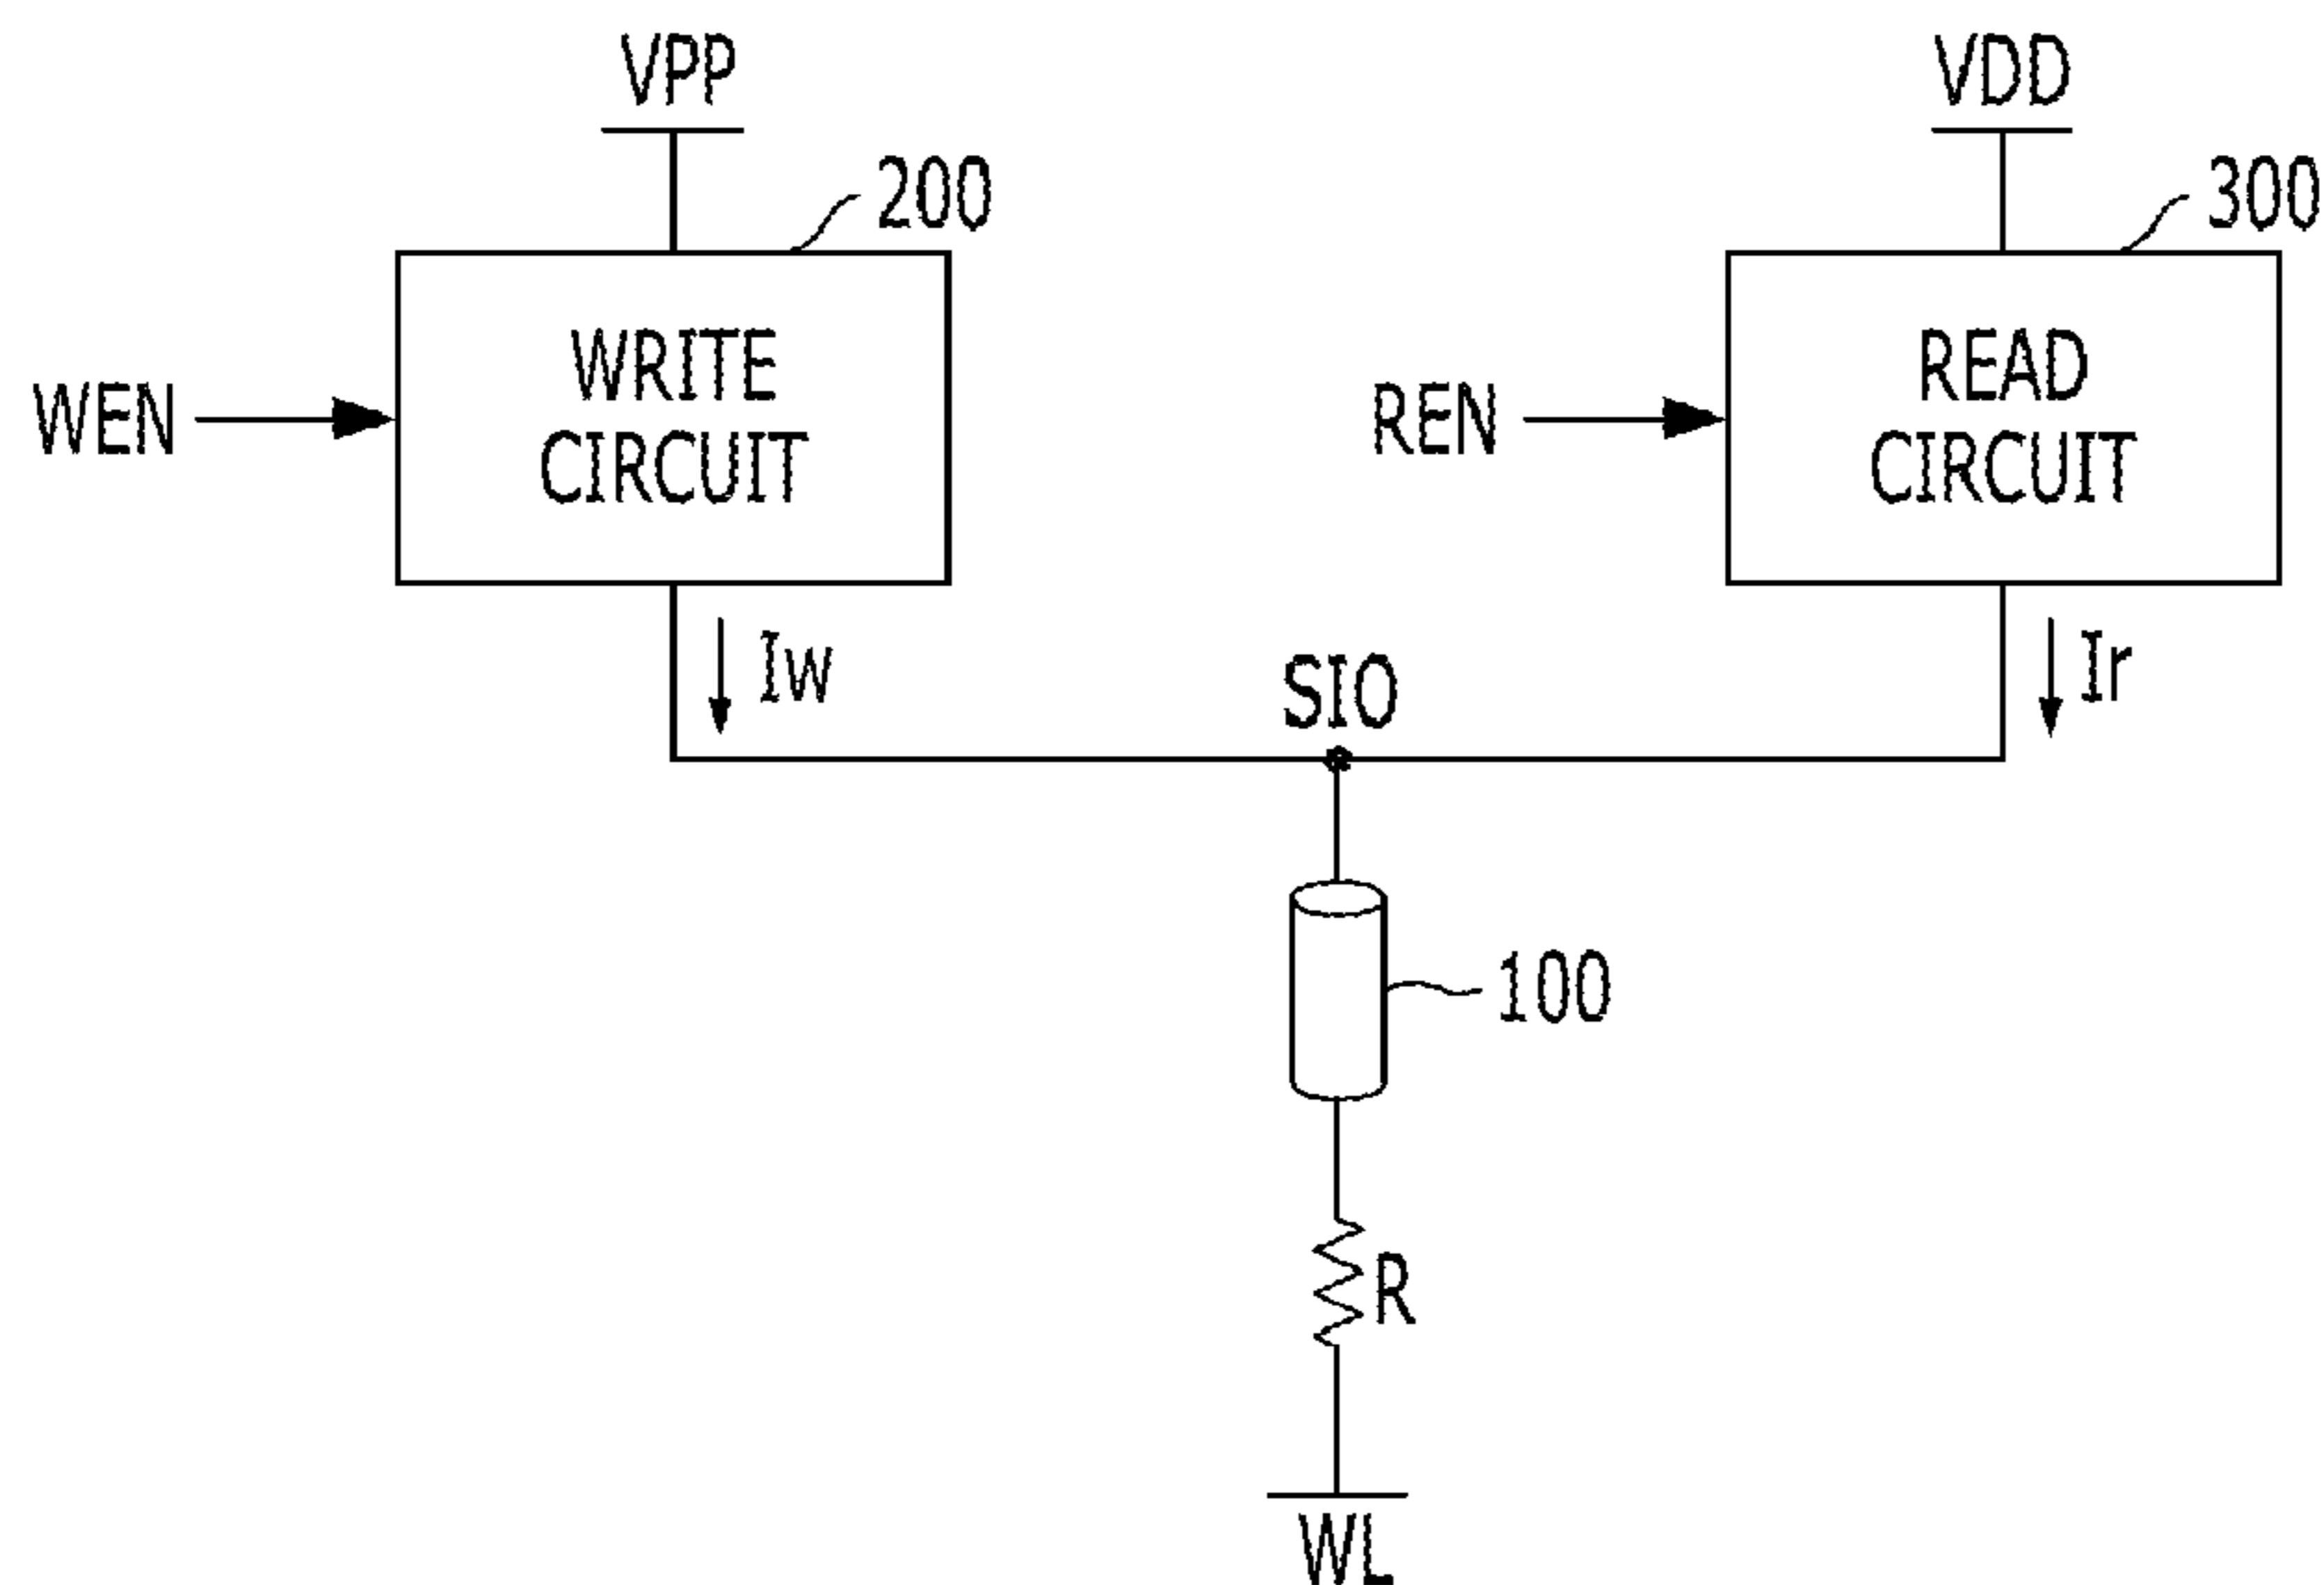 VPP
VDD
200
300
WRITE
CIRCUIT
READ
CIRCUIT
WEN
REN
Iw
Ir
SIO
100
R
WL